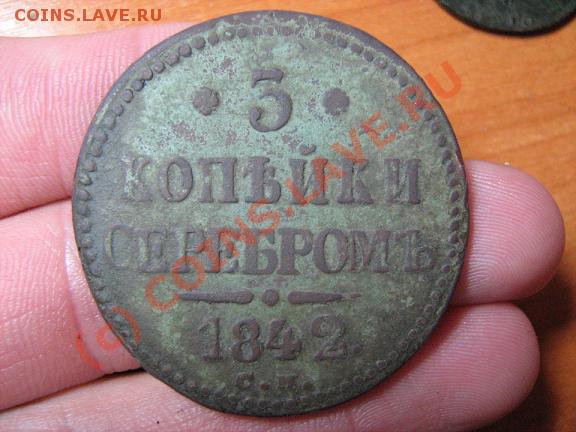 COINS.LAVE.RU
3
КОПѢЙКИ
СЕРЕБРОМЪ
1842.
С.М.
(c) COINS.LAVE.RU